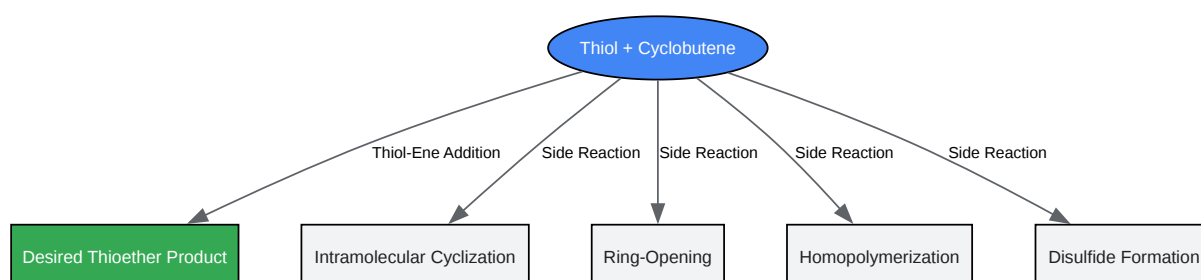 Thiol + Cyclobutene
Thiol-Ene Addition
Side Reaction
Side Reaction
Side Reaction
Side Reaction
Desired Thioether Product
Intramolecular Cyclization
Ring-Opening
Homopolymerization
Disulfide Formation